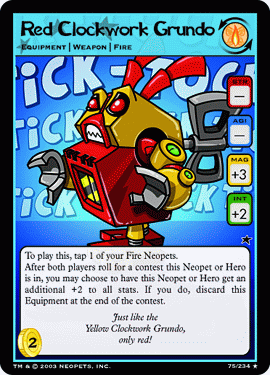 Red Clockwork Grundo
Equipment | Weapon | Fire
TICK-TOCK
STR
—
AGI
—
MAG
+3
INT
+2
To play this, tap 1 of your Fire Neopets.
After both players roll for a contest this Neopet or Hero
is in, you may choose to have this Neopet or Hero get an
additional +2 to all stats. If you do, discard this
Equipment at the end of the contest.
Just like the
Yellow Clockwork Grundo,
only red!
2
TM & © 2003 NEOPETS, INC.
75/234 ★